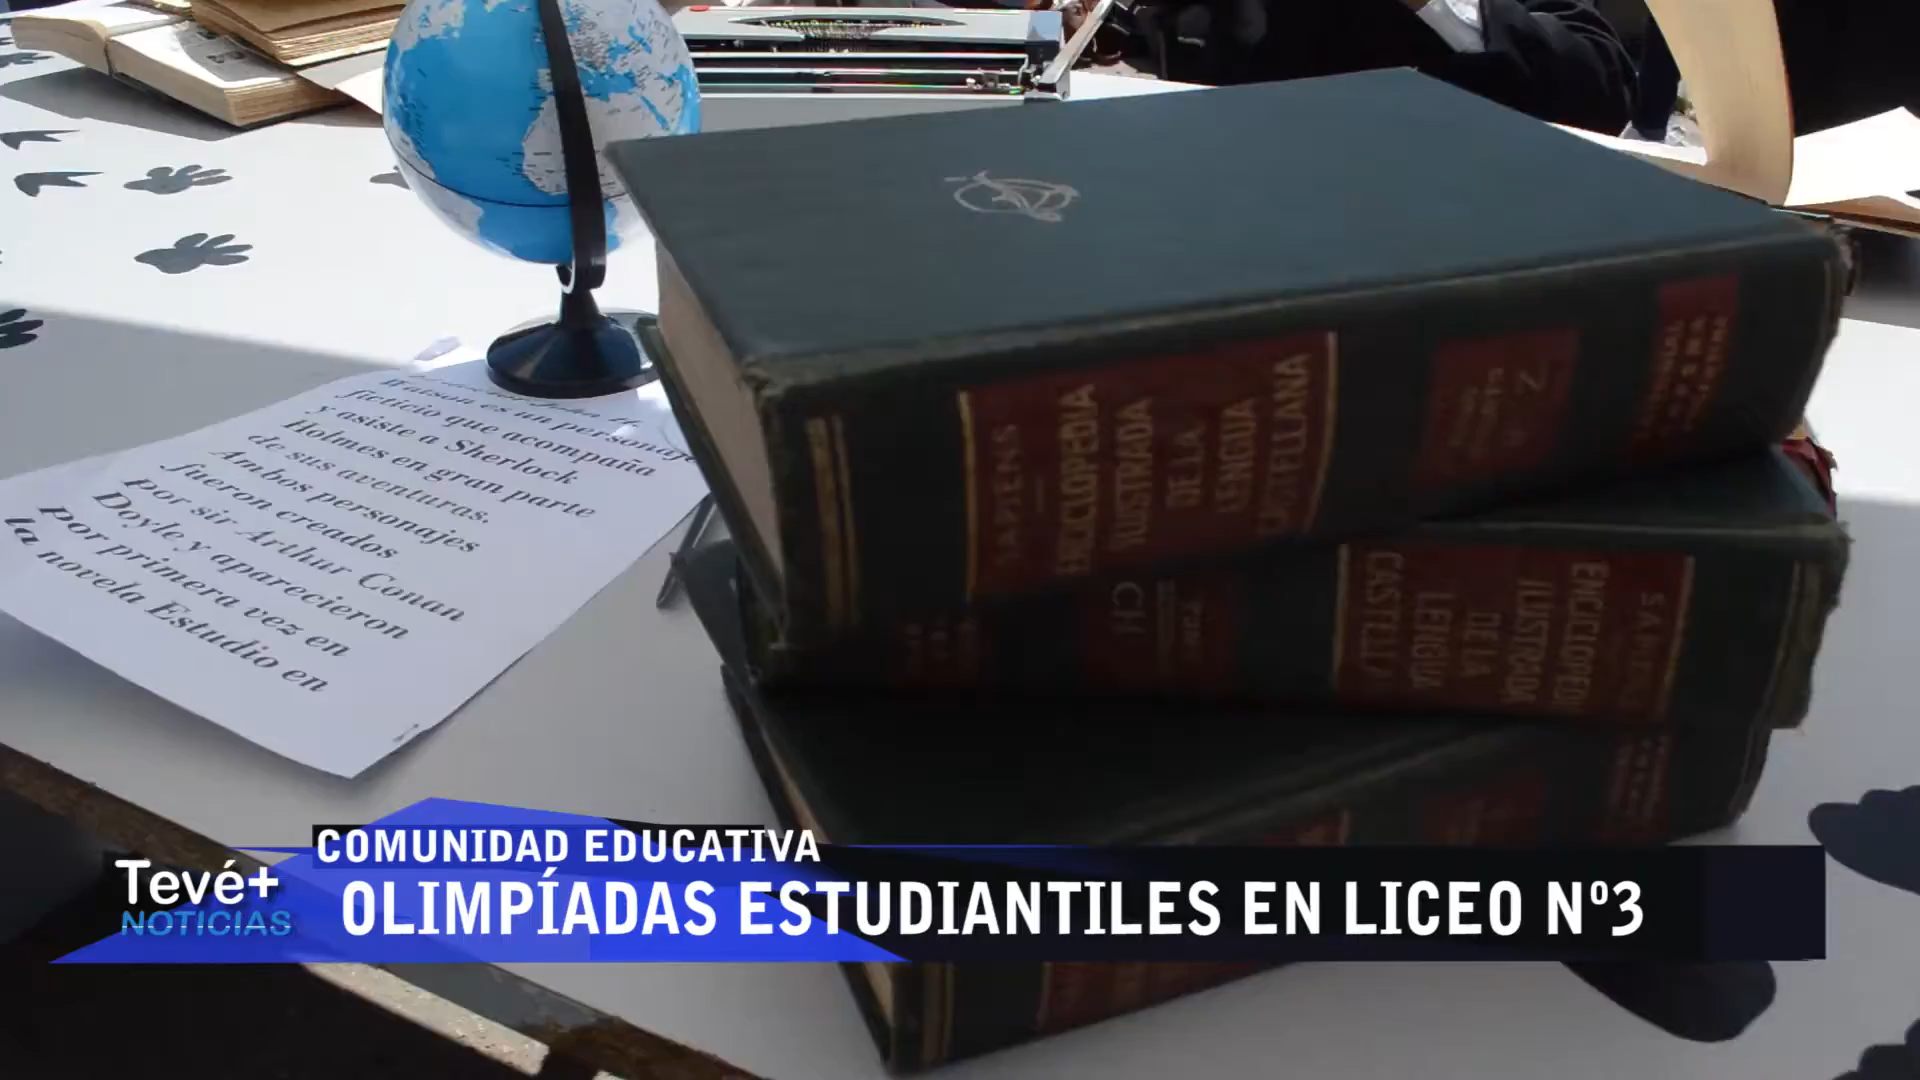 Watson es un personaje
ficticio que acompaña
y asiste a Sherlock
Holmes en gran parte
de sus aventuras.
Ambos personajes
fueron creados
por sir Arthur Conan
Doyle y aparecieron
por primera vez en
la novela Estudio en
SAPIENS
ENCICLOPEDIA
ILUSTRADA
DE LA
LENGUA
CASTELLANA
Z
CH
SAPIENS
ENCICLOPEDIA
ILUSTRADA
DE LA
LENGUA
CASTELLA
COMUNIDAD EDUCATIVA
Tevé+
NOTICIAS
OLIMPÍADAS ESTUDIANTILES EN LICEO Nº3